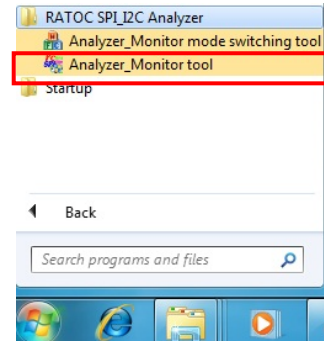 RATOC SPI_I2C Analyzer
Analyzer_Monitor mode switching tool
Analyzer_Monitor tool
Startup
Back
Search programs and files